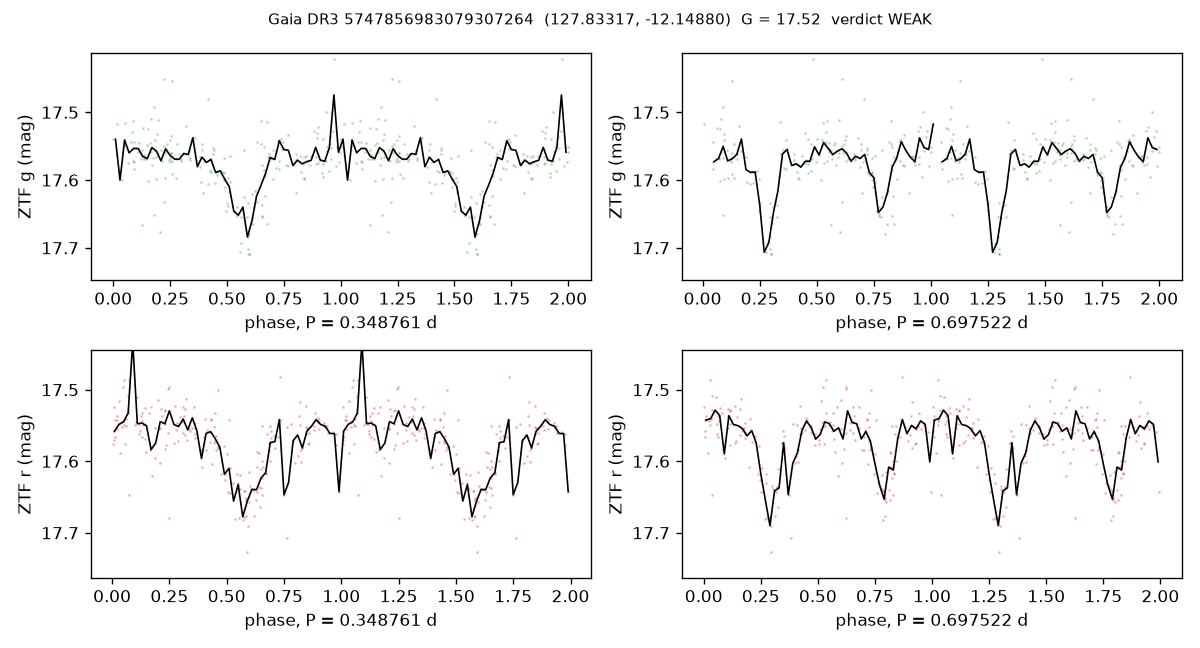 Gaia DR3 5747856983079307264  (127.83317, -12.14880)  G = 17.52  verdict WEAK
ZTF g (mag)
17.5
17.6
17.7
0.00 0.25 0.50 0.75 1.00 1.25 1.50 1.75 2.00
phase, P = 0.348761 d
ZTF g (mag)
17.5
17.6
17.7
0.00 0.25 0.50 0.75 1.00 1.25 1.50 1.75 2.00
phase, P = 0.697522 d
ZTF r (mag)
17.5
17.6
17.7
0.00 0.25 0.50 0.75 1.00 1.25 1.50 1.75 2.00
phase, P = 0.348761 d
ZTF r (mag)
17.5
17.6
17.7
0.00 0.25 0.50 0.75 1.00 1.25 1.50 1.75 2.00
phase, P = 0.697522 d